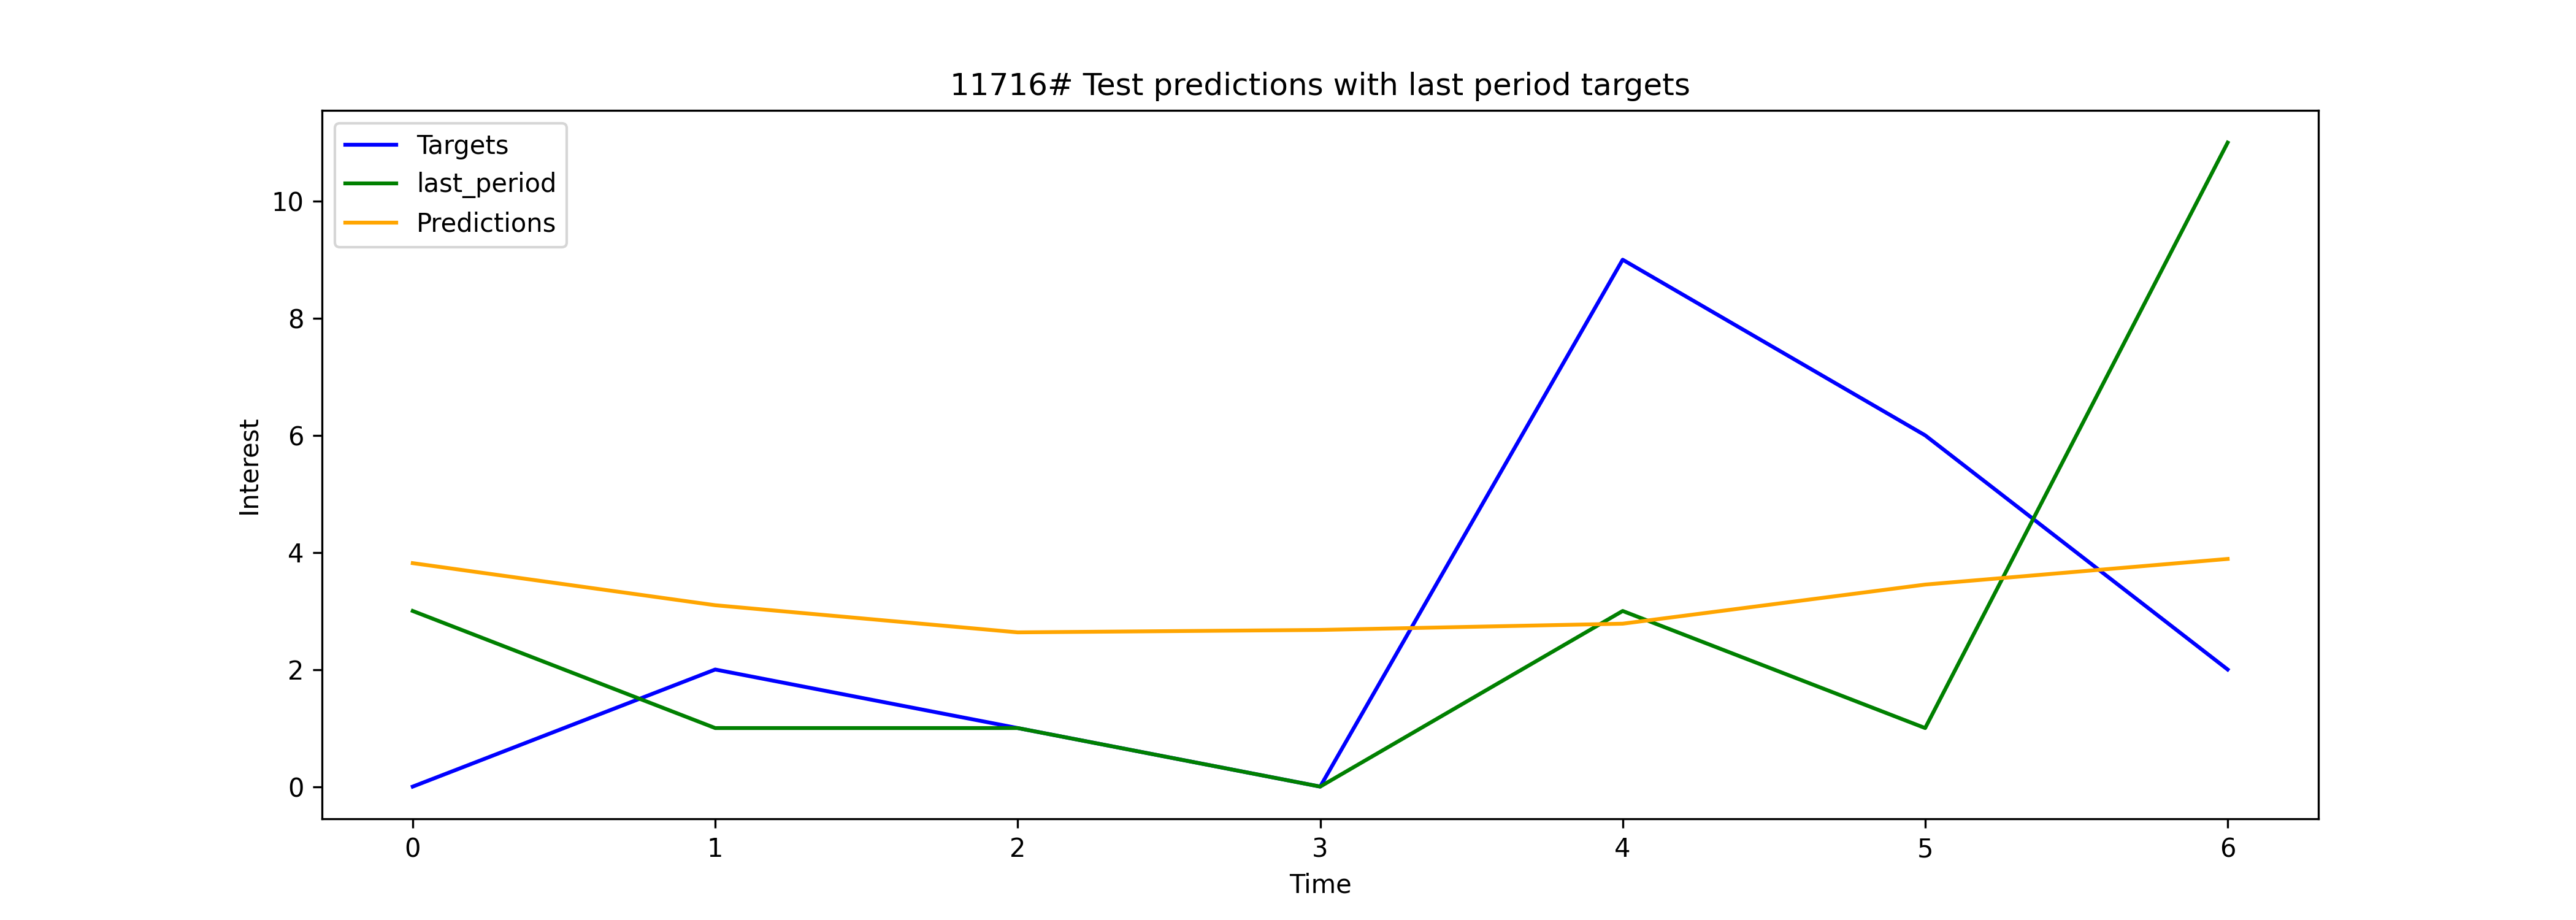 11716# Test predictions with last period targets
Targets
last_period
Predictions
10
8
6
4
2
0
Interest
0 1 2 3 4 5 6
Time